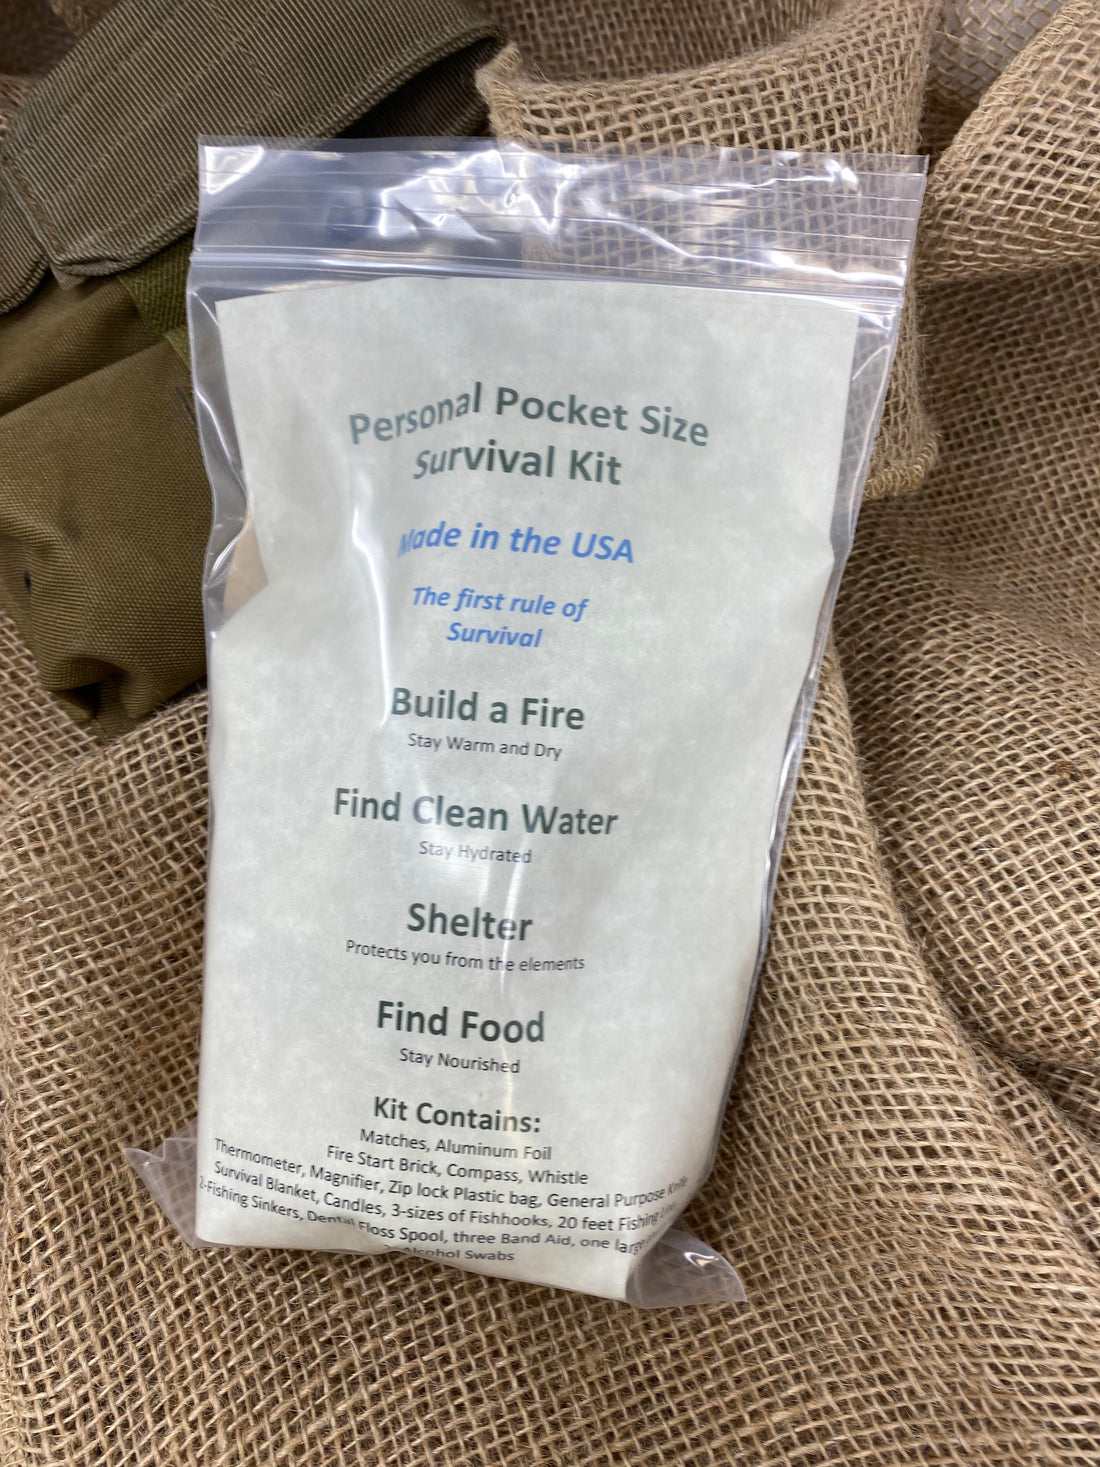 Personal Pocket Size
Survival Kit
Made in the USA
The first rule of
Survival
Build a Fire
Stay Warm and Dry
Find Clean Water
Stay Hydrated
Shelter
Protects you from the elements
Find Food
Stay Nourished
Kit Contains:
Matches, Aluminum Foil
Fire Start Brick, Compass, Whistle
Thermometer, Magnifier, Zip lock Plastic bag, General Purpose Knife
Survival Blanket, Candles, 3-sizes of Fishhooks, 20 feet Fishing
Fishing Sinkers, Dental Floss Spool, three Band Aid, one large
Alcohol Swabs